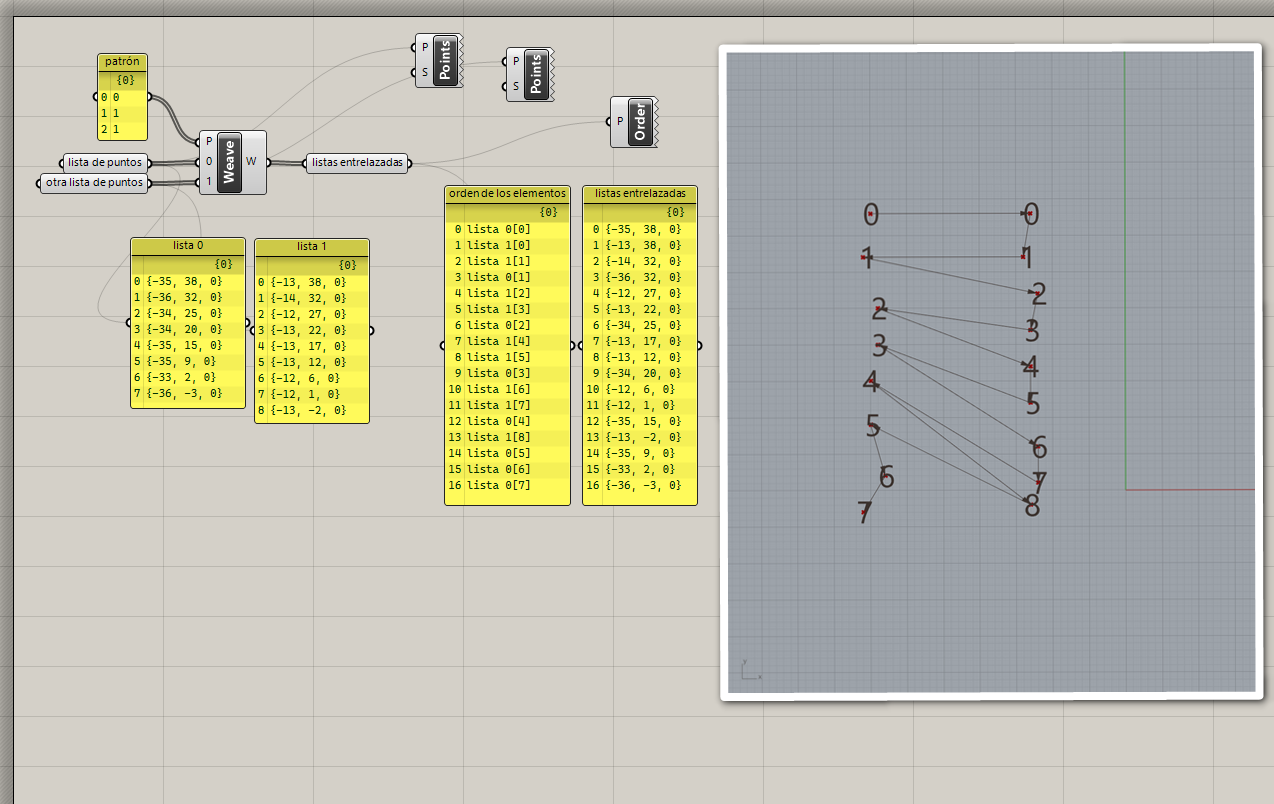 patrón
{0}
0 0
1 1
2 1
P
0
1
Weave
W
lista de puntos
otra lista de puntos
listas entrelazadas
P
S
Points
P
S
Points
P
Order
lista 0
{0}
0 {-35, 38, 0}
1 {-36, 32, 0}
2 {-34, 25, 0}
3 {-34, 20, 0}
4 {-35, 15, 0}
5 {-35, 9, 0}
6 {-33, 2, 0}
7 {-36, -3, 0}
lista 1
{0}
0 {-13, 38, 0}
1 {-14, 32, 0}
2 {-12, 27, 0}
3 {-13, 22, 0}
4 {-13, 17, 0}
5 {-13, 12, 0}
6 {-12, 6, 0}
7 {-12, 1, 0}
8 {-13, -2, 0}
orden de los elementos
{0}
0 lista 0[0]
1 lista 1[0]
2 lista 1[1]
3 lista 0[1]
4 lista 1[2]
5 lista 1[3]
6 lista 0[2]
7 lista 1[4]
8 lista 1[5]
9 lista 0[3]
10 lista 1[6]
11 lista 1[7]
12 lista 0[4]
13 lista 1[8]
14 lista 0[5]
15 lista 0[6]
16 lista 0[7]
listas entrelazadas
{0}
0 {-35, 38, 0}
1 {-13, 38, 0}
2 {-14, 32, 0}
3 {-36, 32, 0}
4 {-12, 27, 0}
5 {-13, 22, 0}
6 {-34, 25, 0}
7 {-13, 17, 0}
8 {-13, 12, 0}
9 {-34, 20, 0}
10 {-12, 6, 0}
11 {-12, 1, 0}
12 {-35, 15, 0}
13 {-13, -2, 0}
14 {-35, 9, 0}
15 {-33, 2, 0}
16 {-36, -3, 0}
0 0
1 1
2
2
3
3
4
4
5
5
6
6
7
7
8
y
x